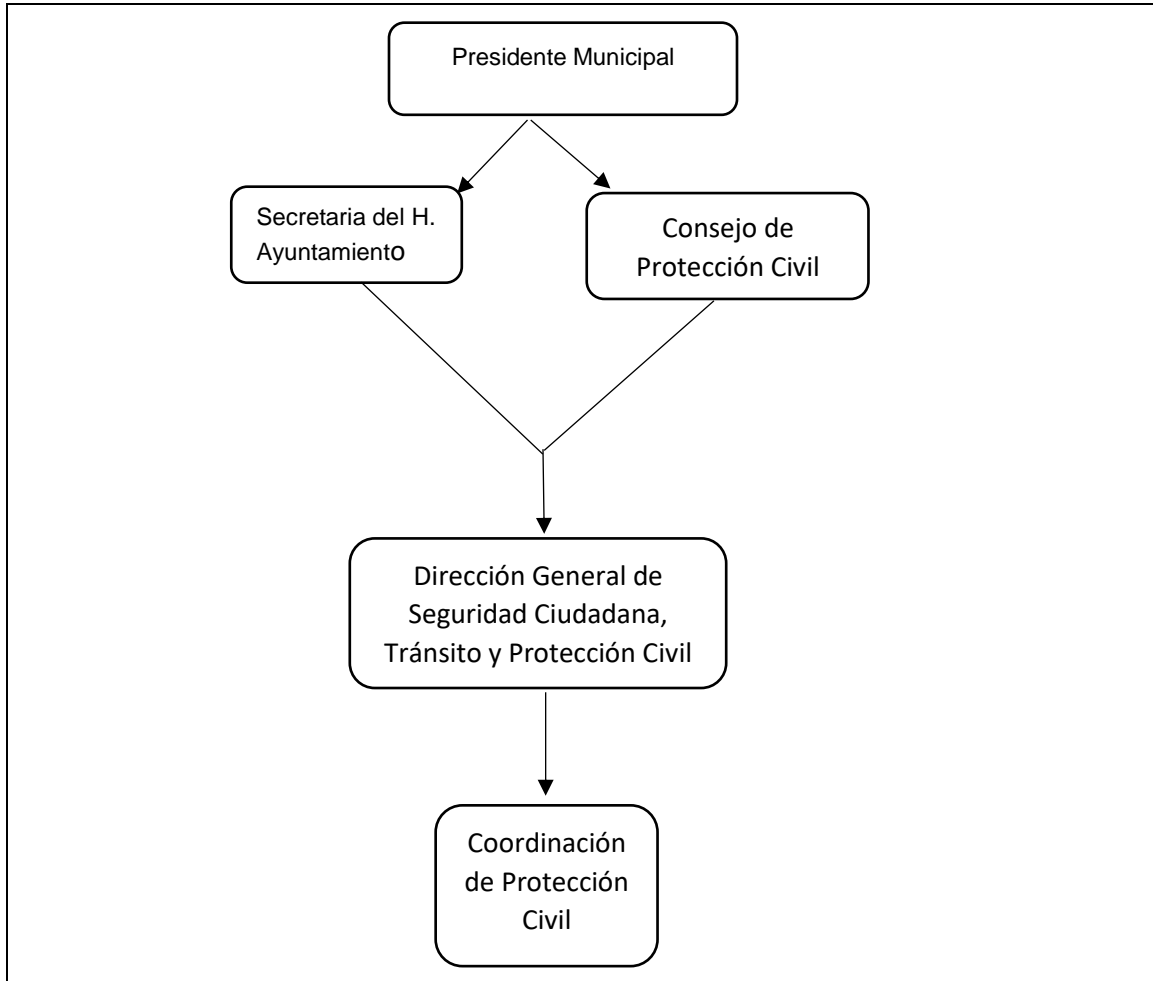 Presidente Municipal
Secretaria del H.
Ayuntamiento
Consejo de
Protección Civil
Dirección General de
Seguridad Ciudadana,
Tránsito y Protección Civil
Coordinación
de Protección
Civil